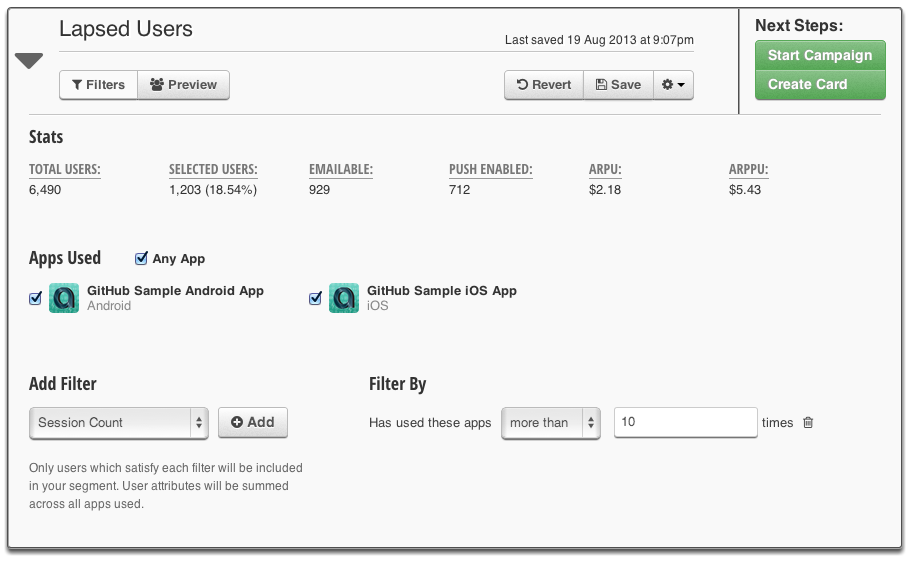 Lapsed Users
Last saved 19 Aug 2013 at 9:07pm
Next Steps:
Start Campaign
Create Card
Filters
Preview
Revert
Save
Stats
TOTAL USERS:
6,490
SELECTED USERS:
1,203 (18.54%)
EMAILABLE:
929
PUSH ENABLED:
712
ARPU:
$2.18
ARPPU:
$5.43
Apps Used
Any App
GitHub Sample Android App
Android
GitHub Sample iOS App
iOS
Add Filter
Session Count
Add
Only users which satisfy each filter will be included
in your segment. User attributes will be summed
across all apps used.
Filter By
Has used these apps more than 10 times